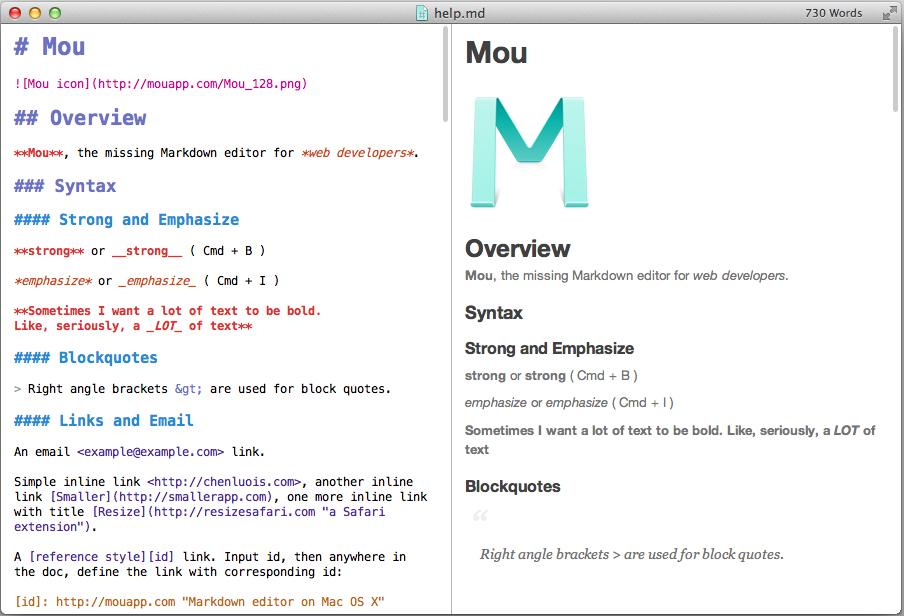 help.md
730 Words
# Mou
![Mou icon](http://mouapp.com/Mou_128.png)
## Overview
**Mou**, the missing Markdown editor for *web developers*.
### Syntax
#### Strong and Emphasize
**strong** or __strong__ ( Cmd + B )
*emphasize* or _emphasize_ ( Cmd + I )
**Sometimes I want a lot of text to be bold.
Like, seriously, a _LOT_ of text**
#### Blockquotes
> Right angle brackets &gt; are used for block quotes.
#### Links and Email
An email <example@example.com> link.
Simple inline link <http://chenluois.com>, another inline
link [Smaller](http://smallerapp.com), one more inline link
with title [Resize](http://resizesafari.com "a Safari
extension").
A [reference style][id] link. Input id, then anywhere in
the doc, define the link with corresponding id:
[id]: http://mouapp.com "Markdown editor on Mac OS X"
Mou
M
Overview
Mou, the missing Markdown editor for web developers.
Syntax
Strong and Emphasize
strong or strong ( Cmd + B )
emphasize or emphasize ( Cmd + I )
Sometimes I want a lot of text to be bold. Like, seriously, a LOT of
text
Blockquotes
“
Right angle brackets > are used for block quotes.